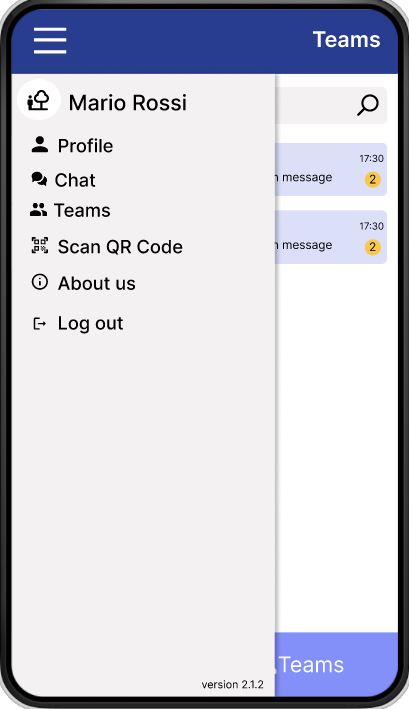 Teams
Mario Rossi
Profile
Chat
Teams
Scan QR Code
About us
Log out
17:30
message
2
17:30
message
2
Teams
version 2.1.2